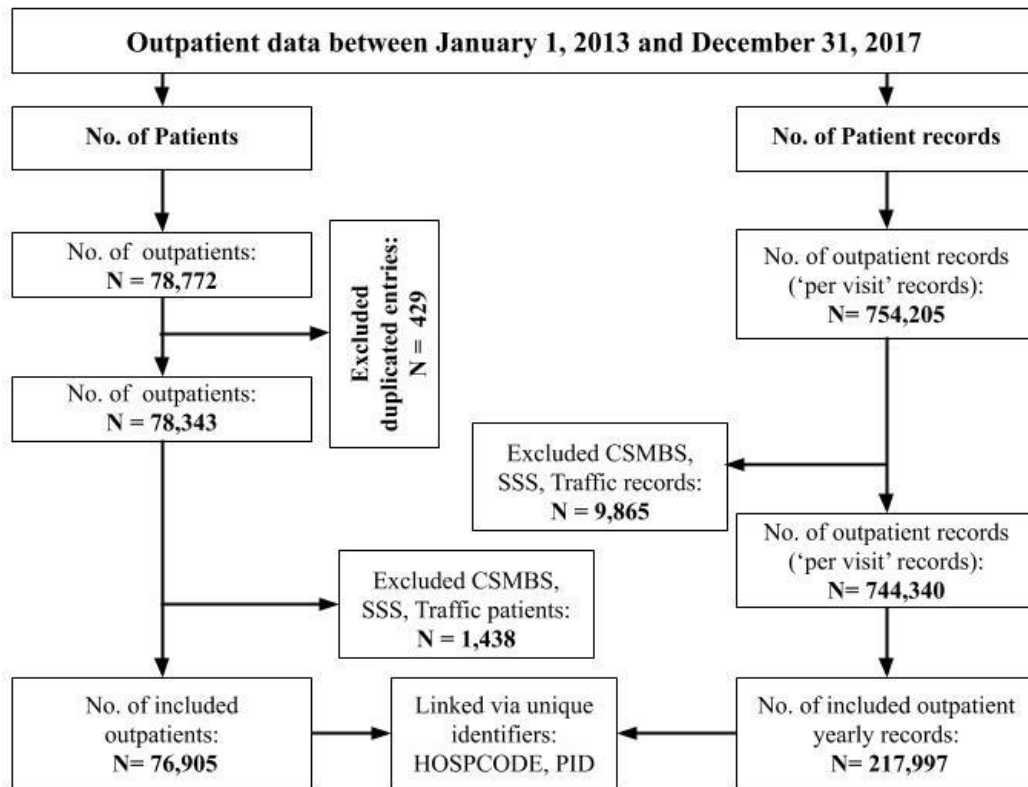 Outpatient data between January 1, 2013 and December 31, 2017
No. of Patients
No. of Patient records
No. of outpatients:
N = 78,772
Excluded
duplicated entries:
N = 429
No. of outpatient records
(‘per visit’ records):
N= 754,205
No. of outpatients:
N = 78,343
Excluded CSMBS,
SSS, Traffic records:
N = 9,865
No. of outpatient records
(‘per visit’ records):
N= 744,340
Excluded CSMBS,
SSS, Traffic patients:
N = 1,438
No. of included
outpatients:
N= 76,905
Linked via unique
identifiers:
HOSPCODE, PID
No. of included outpatient
yearly records:
N= 217,997